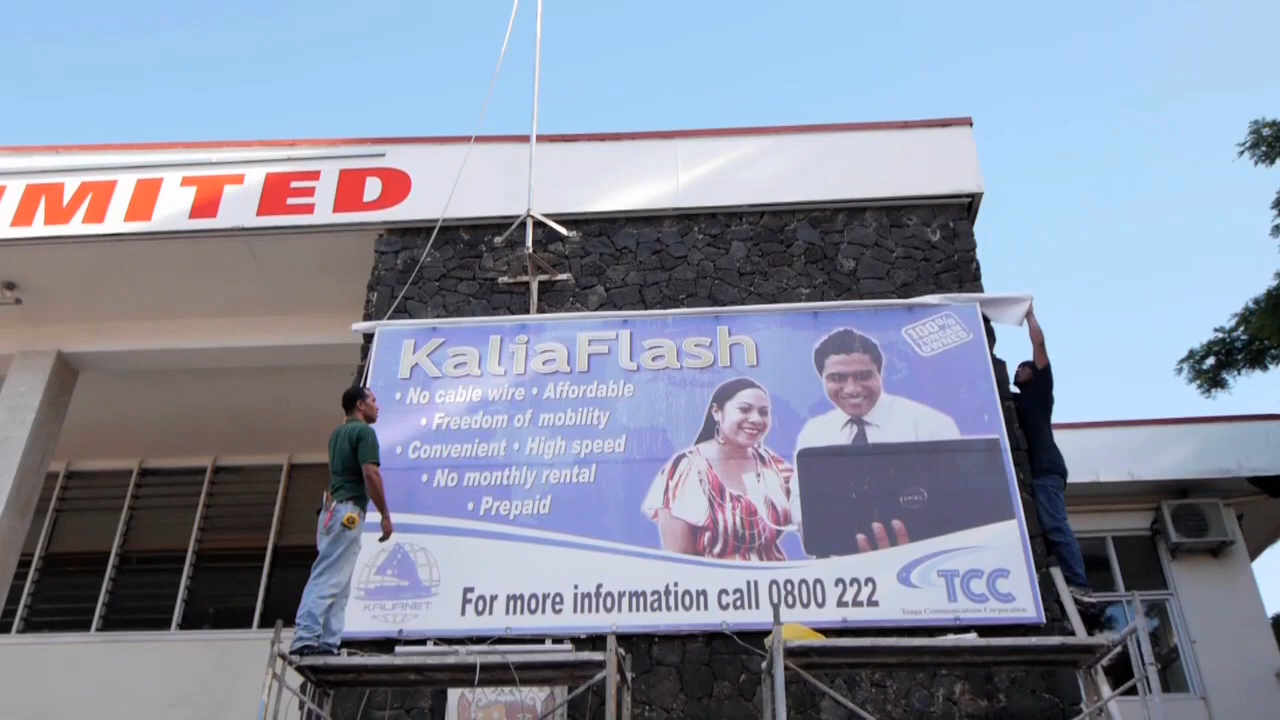 IMITED
KaliaFlash
100%
TONGAN
OWNED
• No cable wire • Affordable
• Freedom of mobility
• Convenient • High speed
• No monthly rental
• Prepaid
DELL
KALIANET
For more information call 0800 222
TCC
Tonga Communications Corporation